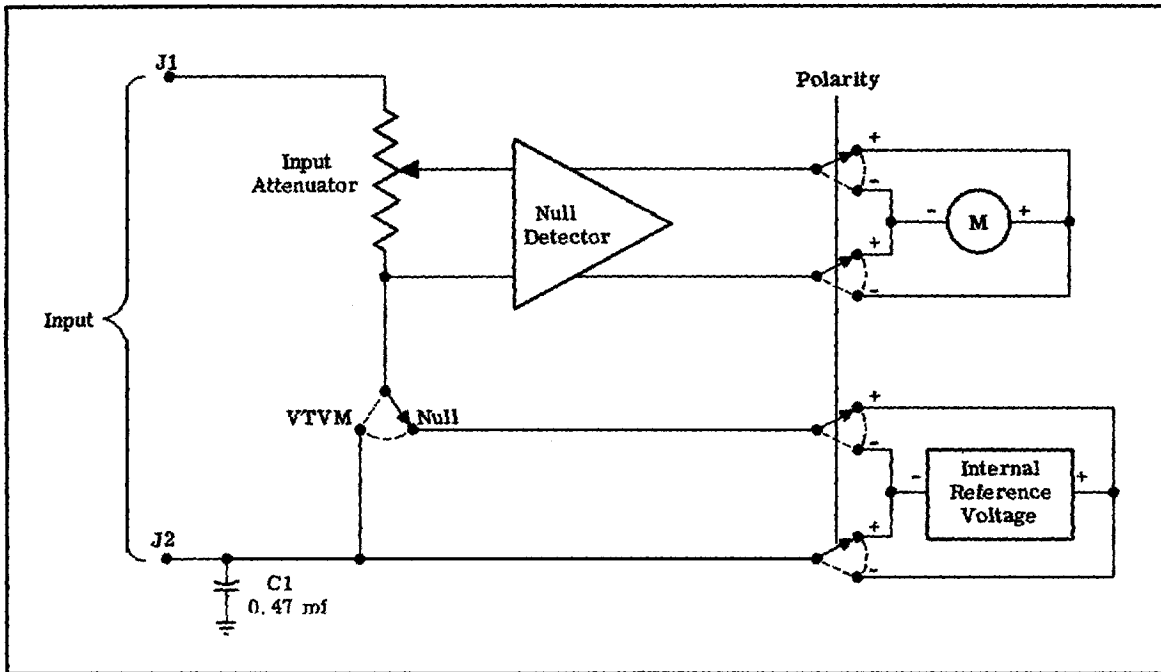 J1
Polarity
+
Input
Attenuator
-
Null
Detector
-
M
+
+
-
Input
VTVM
Null
+
-
-
Internal
Reference
Voltage
+
+
J2
-
C1
0.47 mf